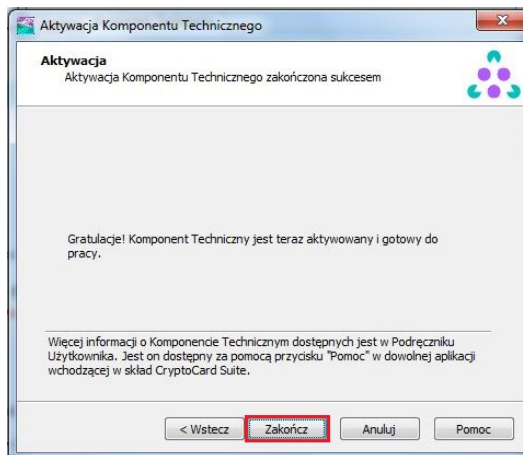 Aktywacja Komponentu Technicznego
Aktywacja
Aktywacja Komponentu Technicznego zakończona sukcesem
Gratulacje! Komponent Techniczny jest teraz aktywowany i gotowy do
pracy.
Więcej informacji o Komponencie Technicznym dostępnych jest w Podręczniku
Użytkownika. Jest on dostępny za pomocą przycisku "Pomoc" w dowolnej aplikacji
wchodzącej w skład CryptoCard Suite.
< Wstecz Zakończ Anuluj Pomoc